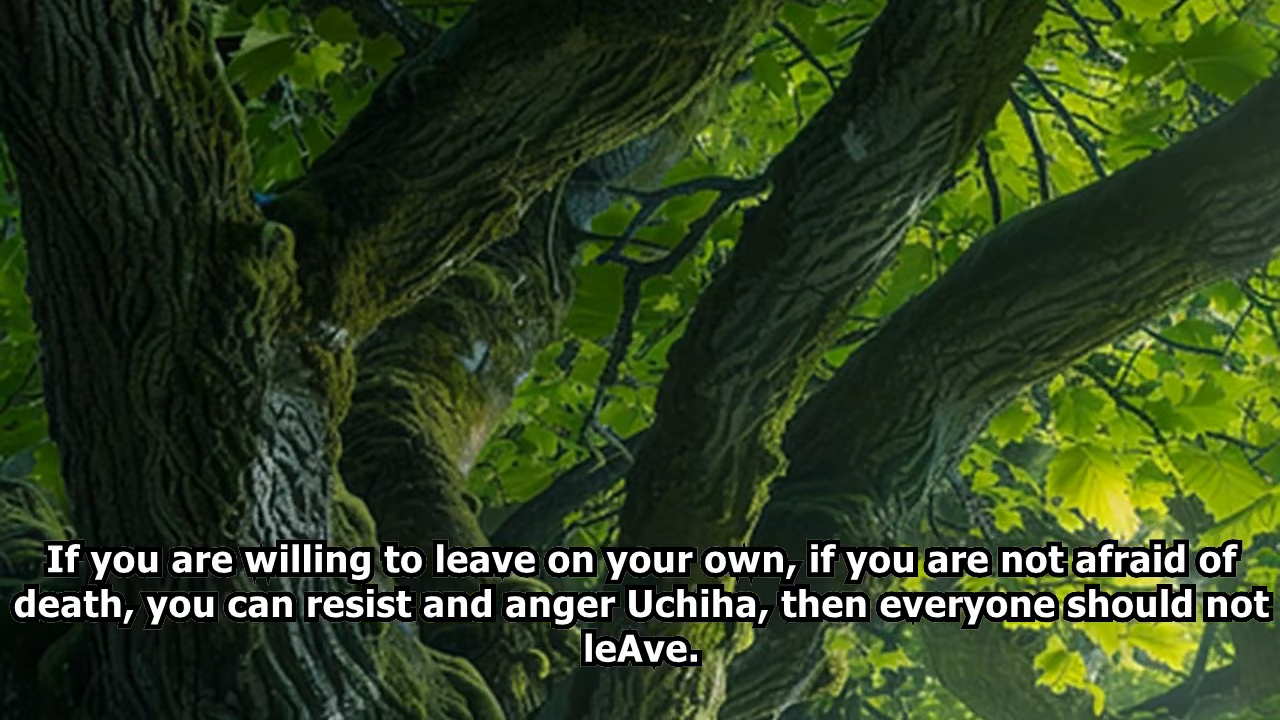 If you are willing to leave on your own, if you are not afraid of
death, you can resist and anger Uchiha, then everyone should not
leAve.